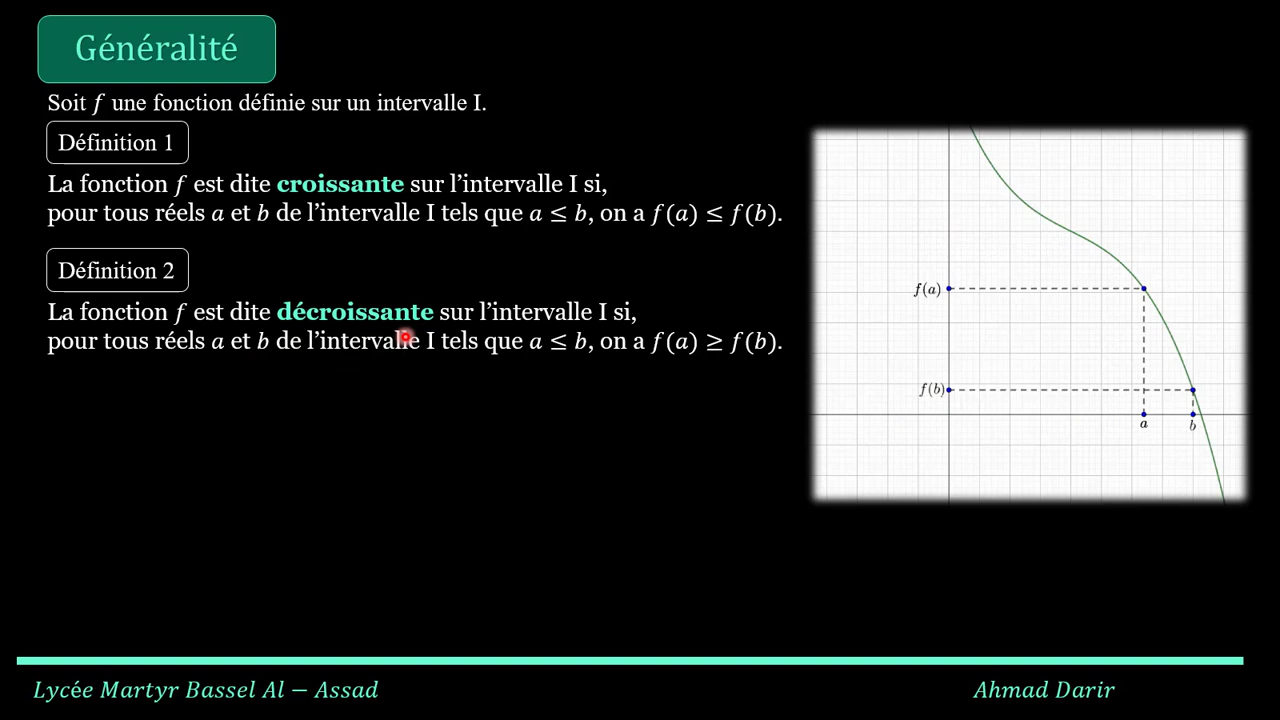 Généralité
Soit f une fonction définie sur un intervalle I.
Définition 1
La fonction f est dite croissante sur l’intervalle I si,
pour tous réels a et b de l’intervalle I tels que a ≤ b, on a f(a) ≤ f(b).
Définition 2
La fonction f est dite décroissante sur l’intervalle I si,
pour tous réels a et b de l’intervalle I tels que a ≤ b, on a f(a) ≥ f(b).
f(a)
f(b)
a
b
Lycée Martyr Bassel Al − Assad
Ahmad Darir